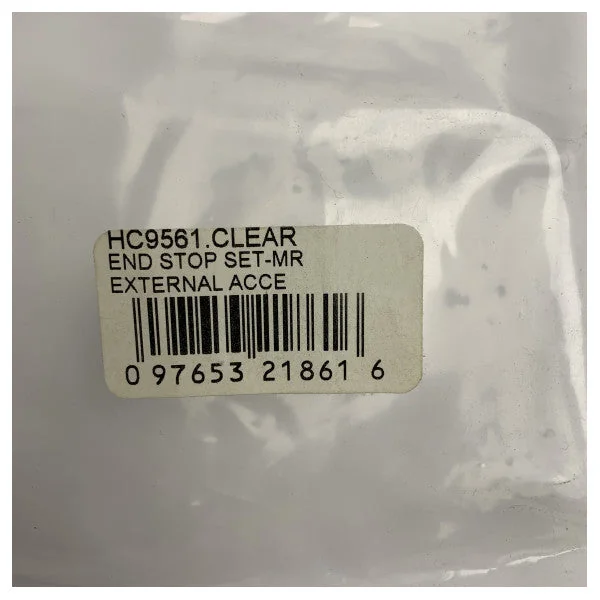 HC9561.CLEAR
END STOP SET-MR
EXTERNAL ACCE
0 97653 21861 6